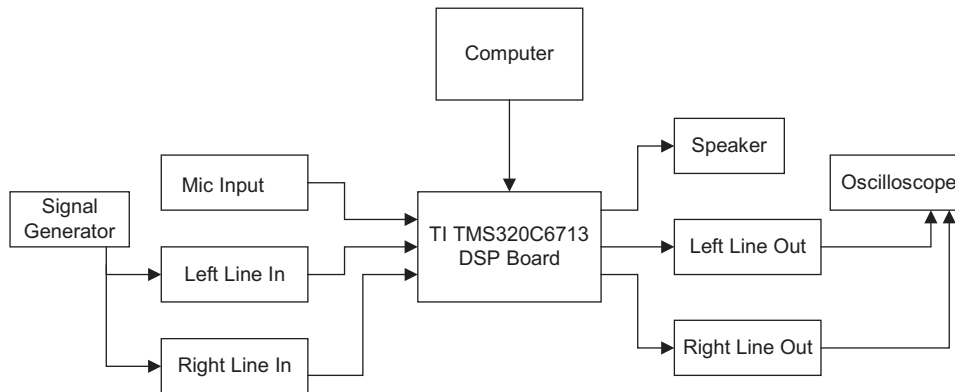 Computer
Speaker
Mic Input
Oscilloscope
Signal
Generator
TI TMS320C6713
DSP Board
Left Line In
Left Line Out
Right Line In
Right Line Out